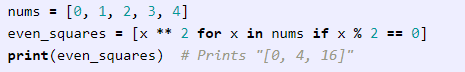 nums = [0, 1, 2, 3, 4]
even_squares = [x ** 2 for x in nums if x % 2 == 0]
print(even_squares)  # Prints "[0, 4, 16]"